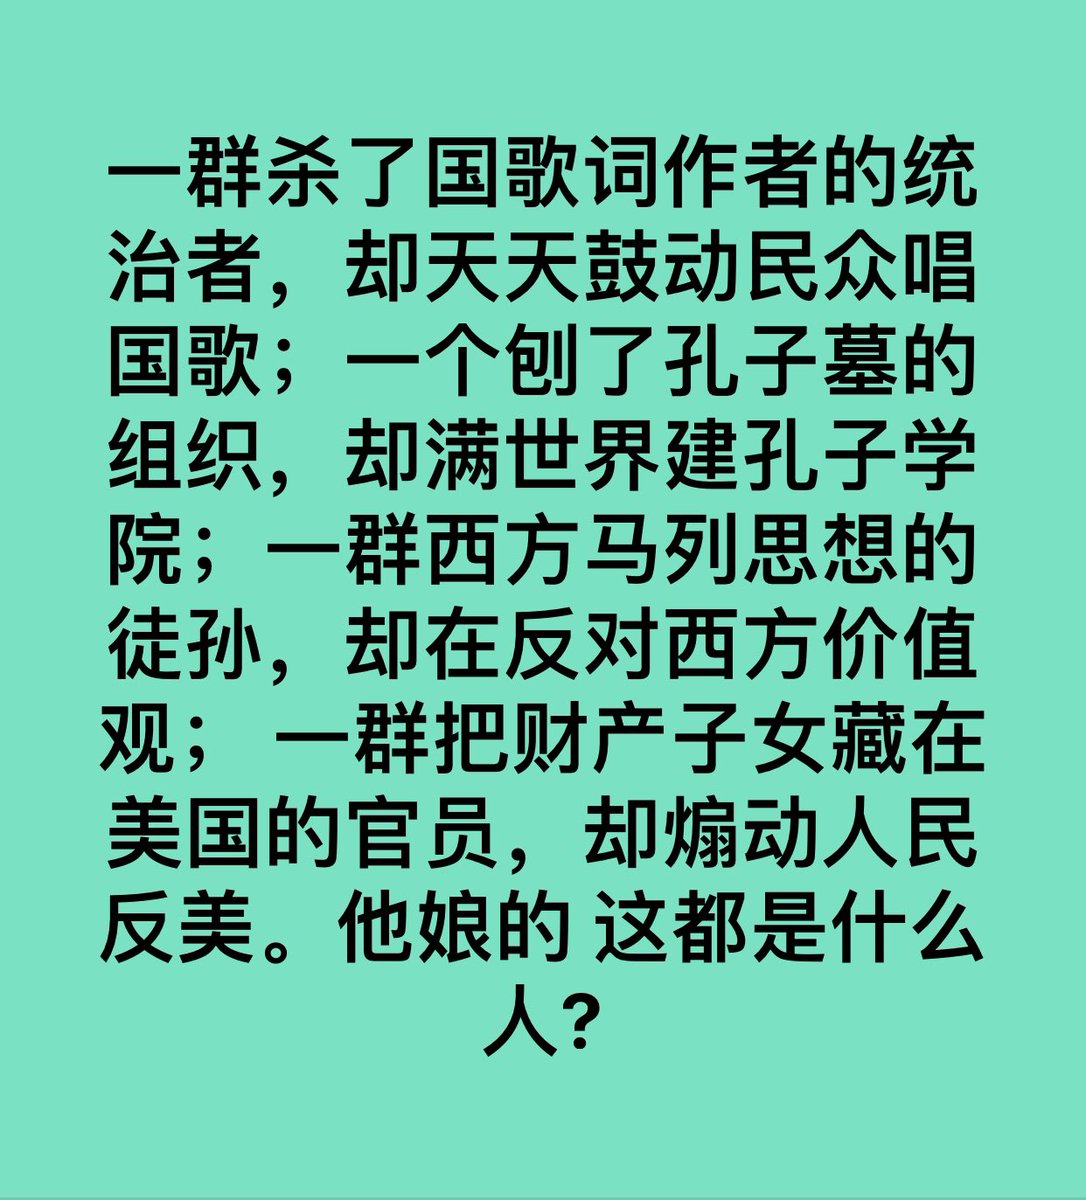 一群杀了国歌词作者的统
治者，却天天鼓动民众唱
国歌；一个刨了孔子墓的
组织，却满世界建孔子学
院；一群西方马列思想的
徒孙，却在反对西方价值
观； 一群把财产子女藏在
美国的官员，却煽动人民
反美。他娘的 这都是什么
人?